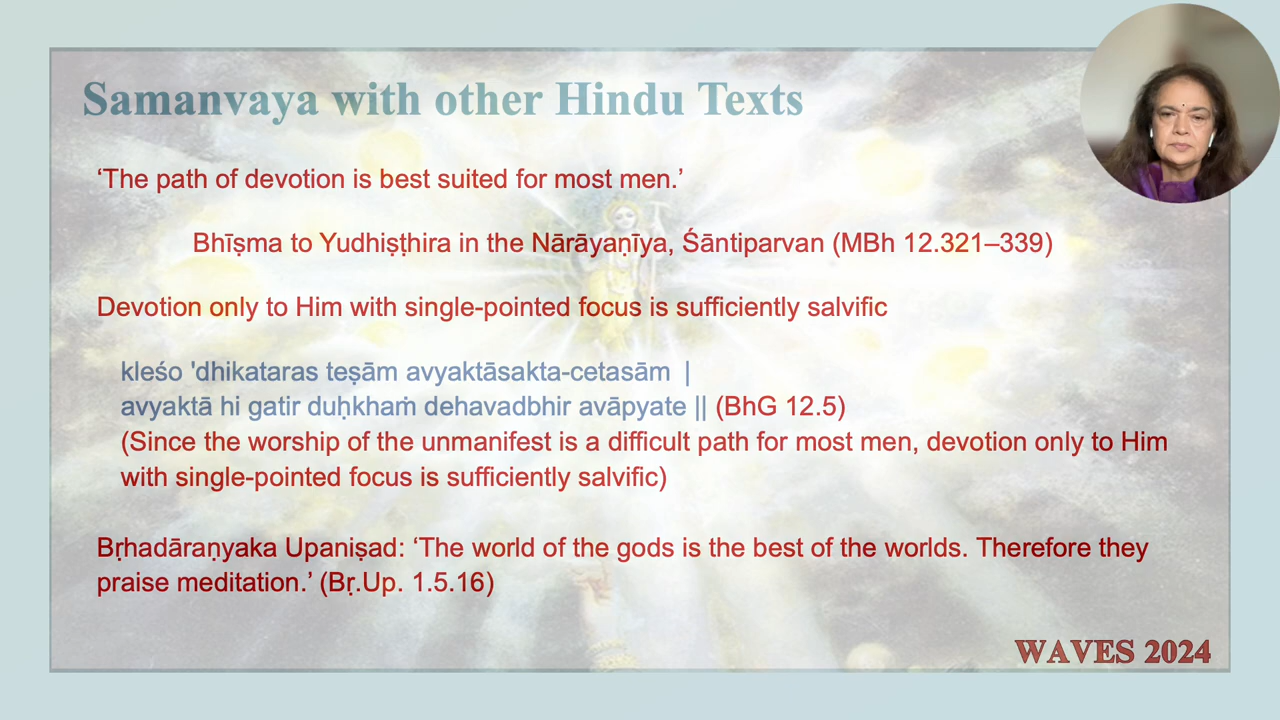 Samanvaya with other Hindu Texts
‘The path of devotion is best suited for most men.’
Bhīṣma to Yudhiṣṭhira in the Nārāyaṇīya, Śāntiparvan (MBh 12.321–339)
Devotion only to Him with single-pointed focus is sufficiently salvific
kleśo 'dhikataras teṣām avyaktāsakta-cetasām |
avyaktā hi gatir duḥkhaṁ dehavadbhir avāpyate || (BhG 12.5)
(Since the worship of the unmanifest is a difficult path for most men, devotion only to Him
with single-pointed focus is sufficiently salvific)
Bṛhadāraṇyaka Upaniṣad: ‘The world of the gods is the best of the worlds. Therefore they
praise meditation.’ (Bṛ.Up. 1.5.16)
WAVES 2024